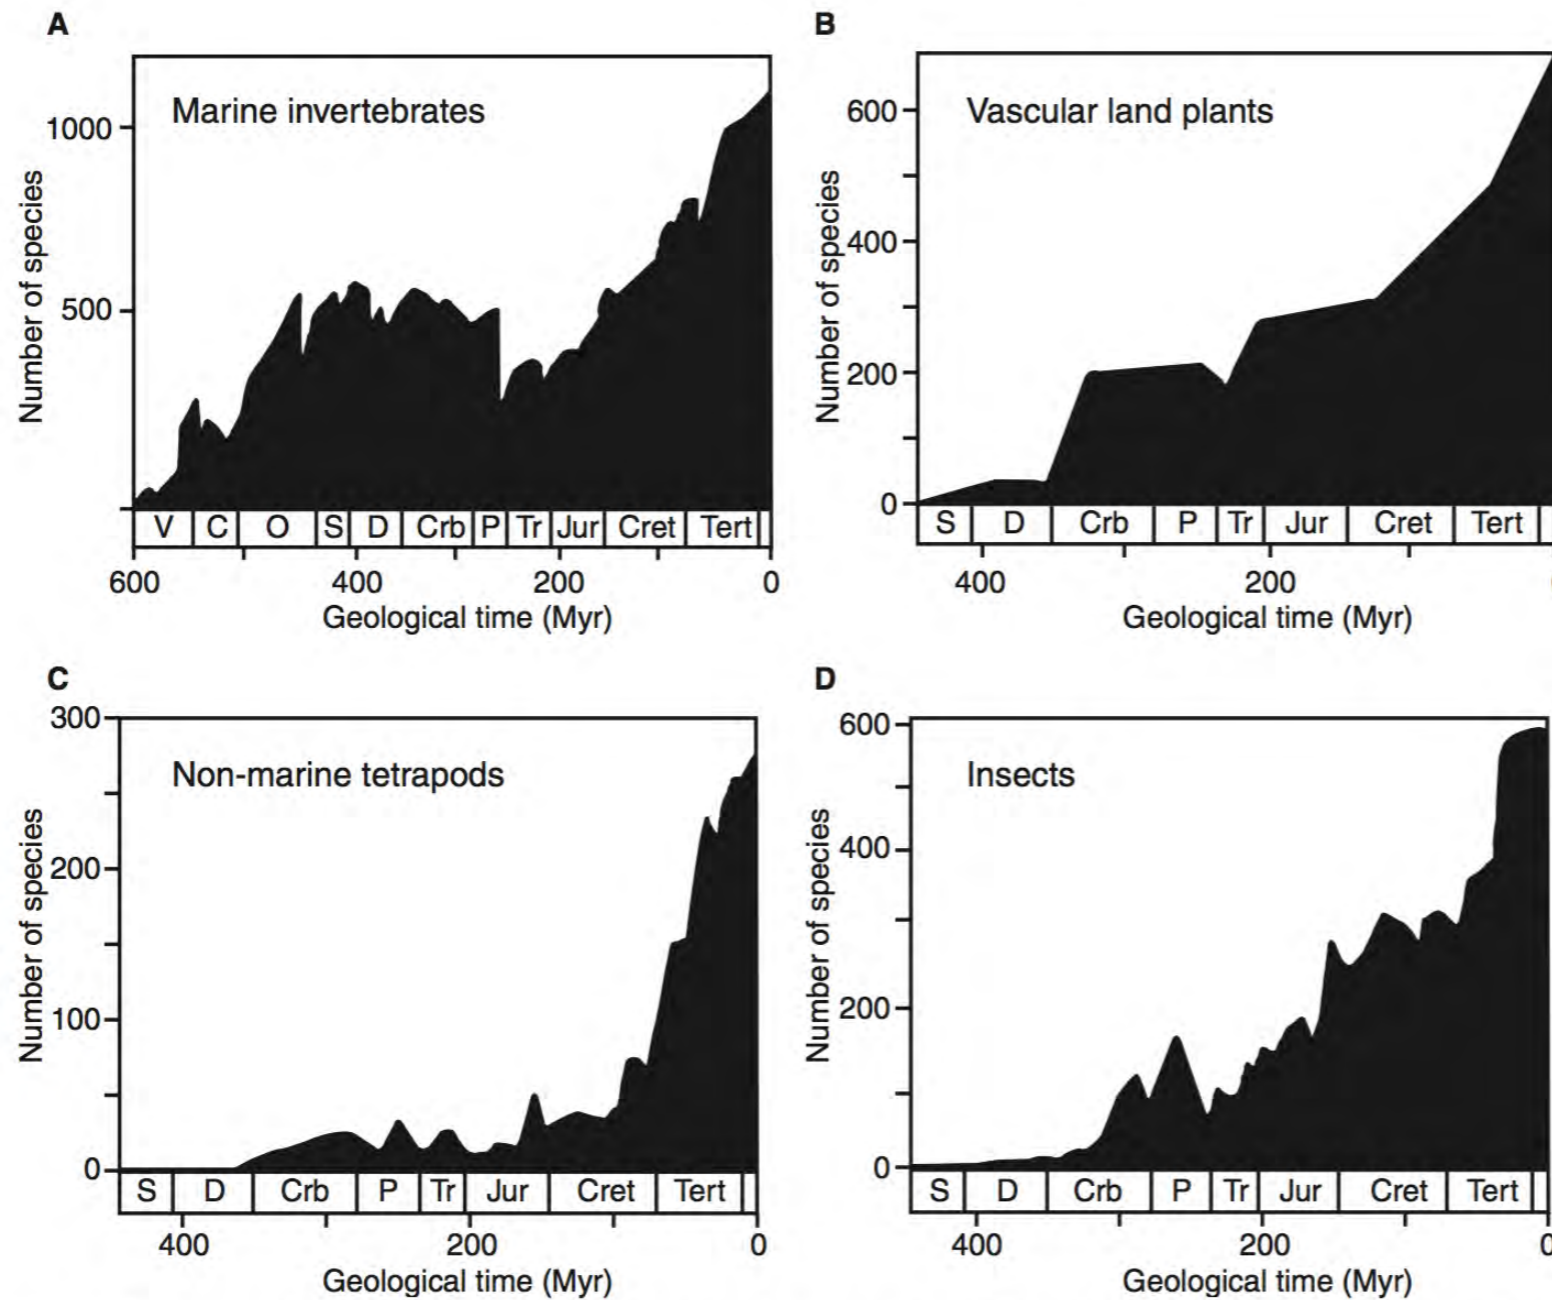 A
Marine invertebrates
1000
500
Number of species
V C O S D Crb P Tr Jur Cret Tert
600 400 200 0
Geological time (Myr)
B
Vascular land plants
600
400
200
0
Number of species
S D Crb P Tr Jur Cret Tert
400 200
Geological time (Myr)
C
Non-marine tetrapods
300
200
100
0
Number of species
S D Crb P Tr Jur Cret Tert
400 200 0
Geological time (Myr)
D
Insects
600
400
200
0
Number of species
S D Crb P Tr Jur Cret Tert
400 200 0
Geological time (Myr)